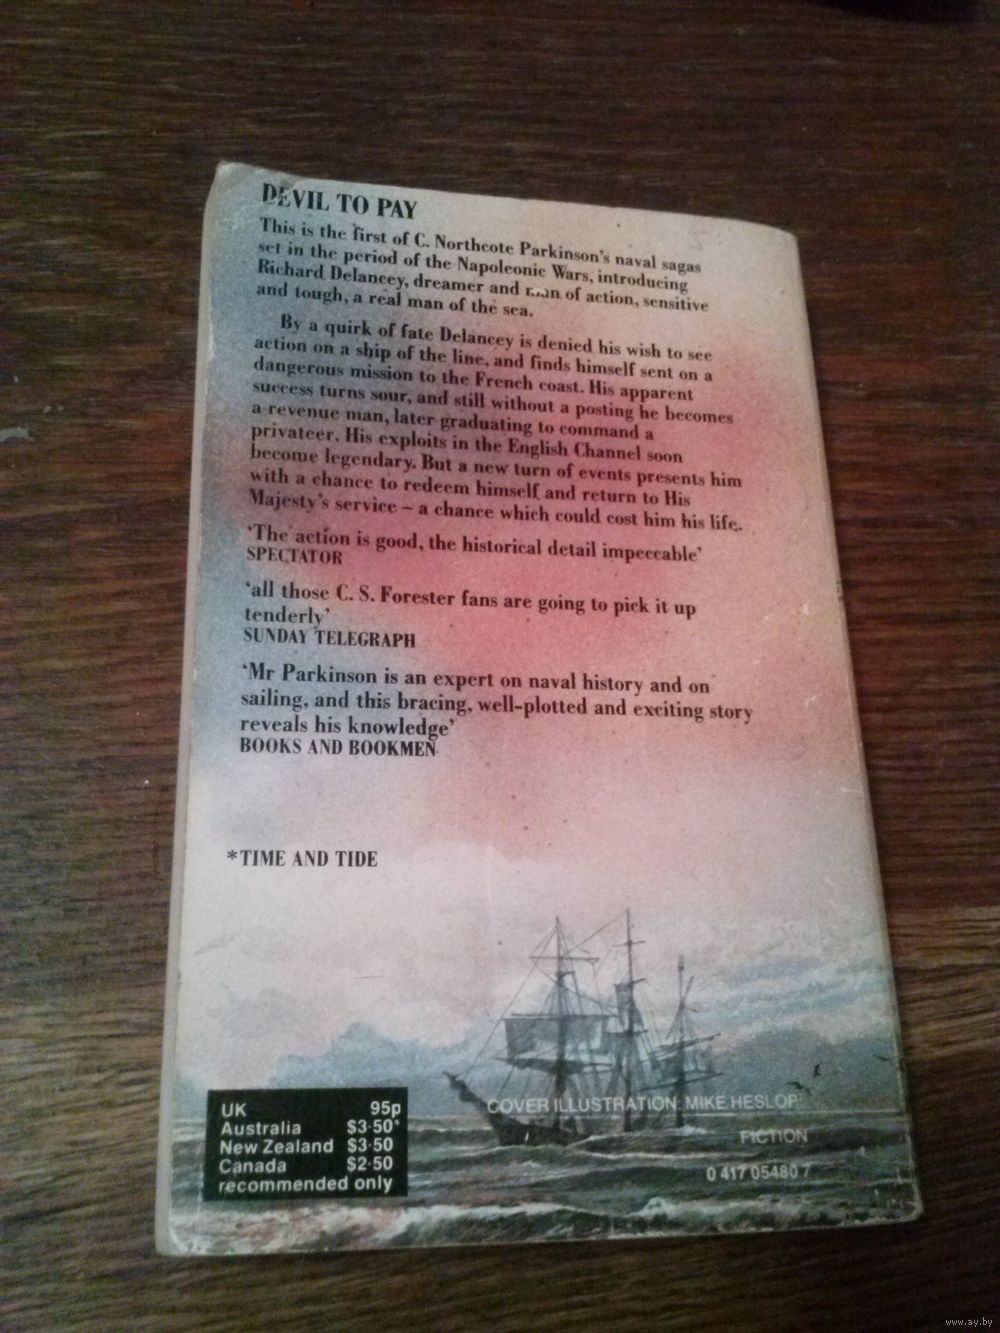 DEVIL TO PAY
This is the first of C. Northcote Parkinson's naval sagas
set in the period of the Napoleonic Wars, introducing
Richard Delancey, dreamer and man of action, sensitive
and tough, a real man of the sea.
By a quirk of fate Delancey is denied his wish to see
action on a ship of the line, and finds himself sent on a
dangerous mission to the French coast. His apparent
success turns sour, and still without a posting he becomes
a revenue man, later graduating to command a
privateer. His exploits in the English Channel soon
become legendary. But a new turn of events presents him
with a chance to redeem himself and return to His
Majesty's service – a chance which could cost him his life.
'The action is good, the historical detail impeccable'
SPECTATOR
'all those C. S. Forester fans are going to pick it up
tenderly'
SUNDAY TELEGRAPH
'Mr Parkinson is an expert on naval history and on
sailing, and this bracing, well-plotted and exciting story
reveals his knowledge'
BOOKS AND BOOKMEN
*TIME AND TIDE
UK 95p
Australia $3·50*
New Zealand $3·50
Canada $2·50
recommended only
COVER ILLUSTRATION: MIKE HESLOP
FICTION
0 417 05480 7
www.ay.by